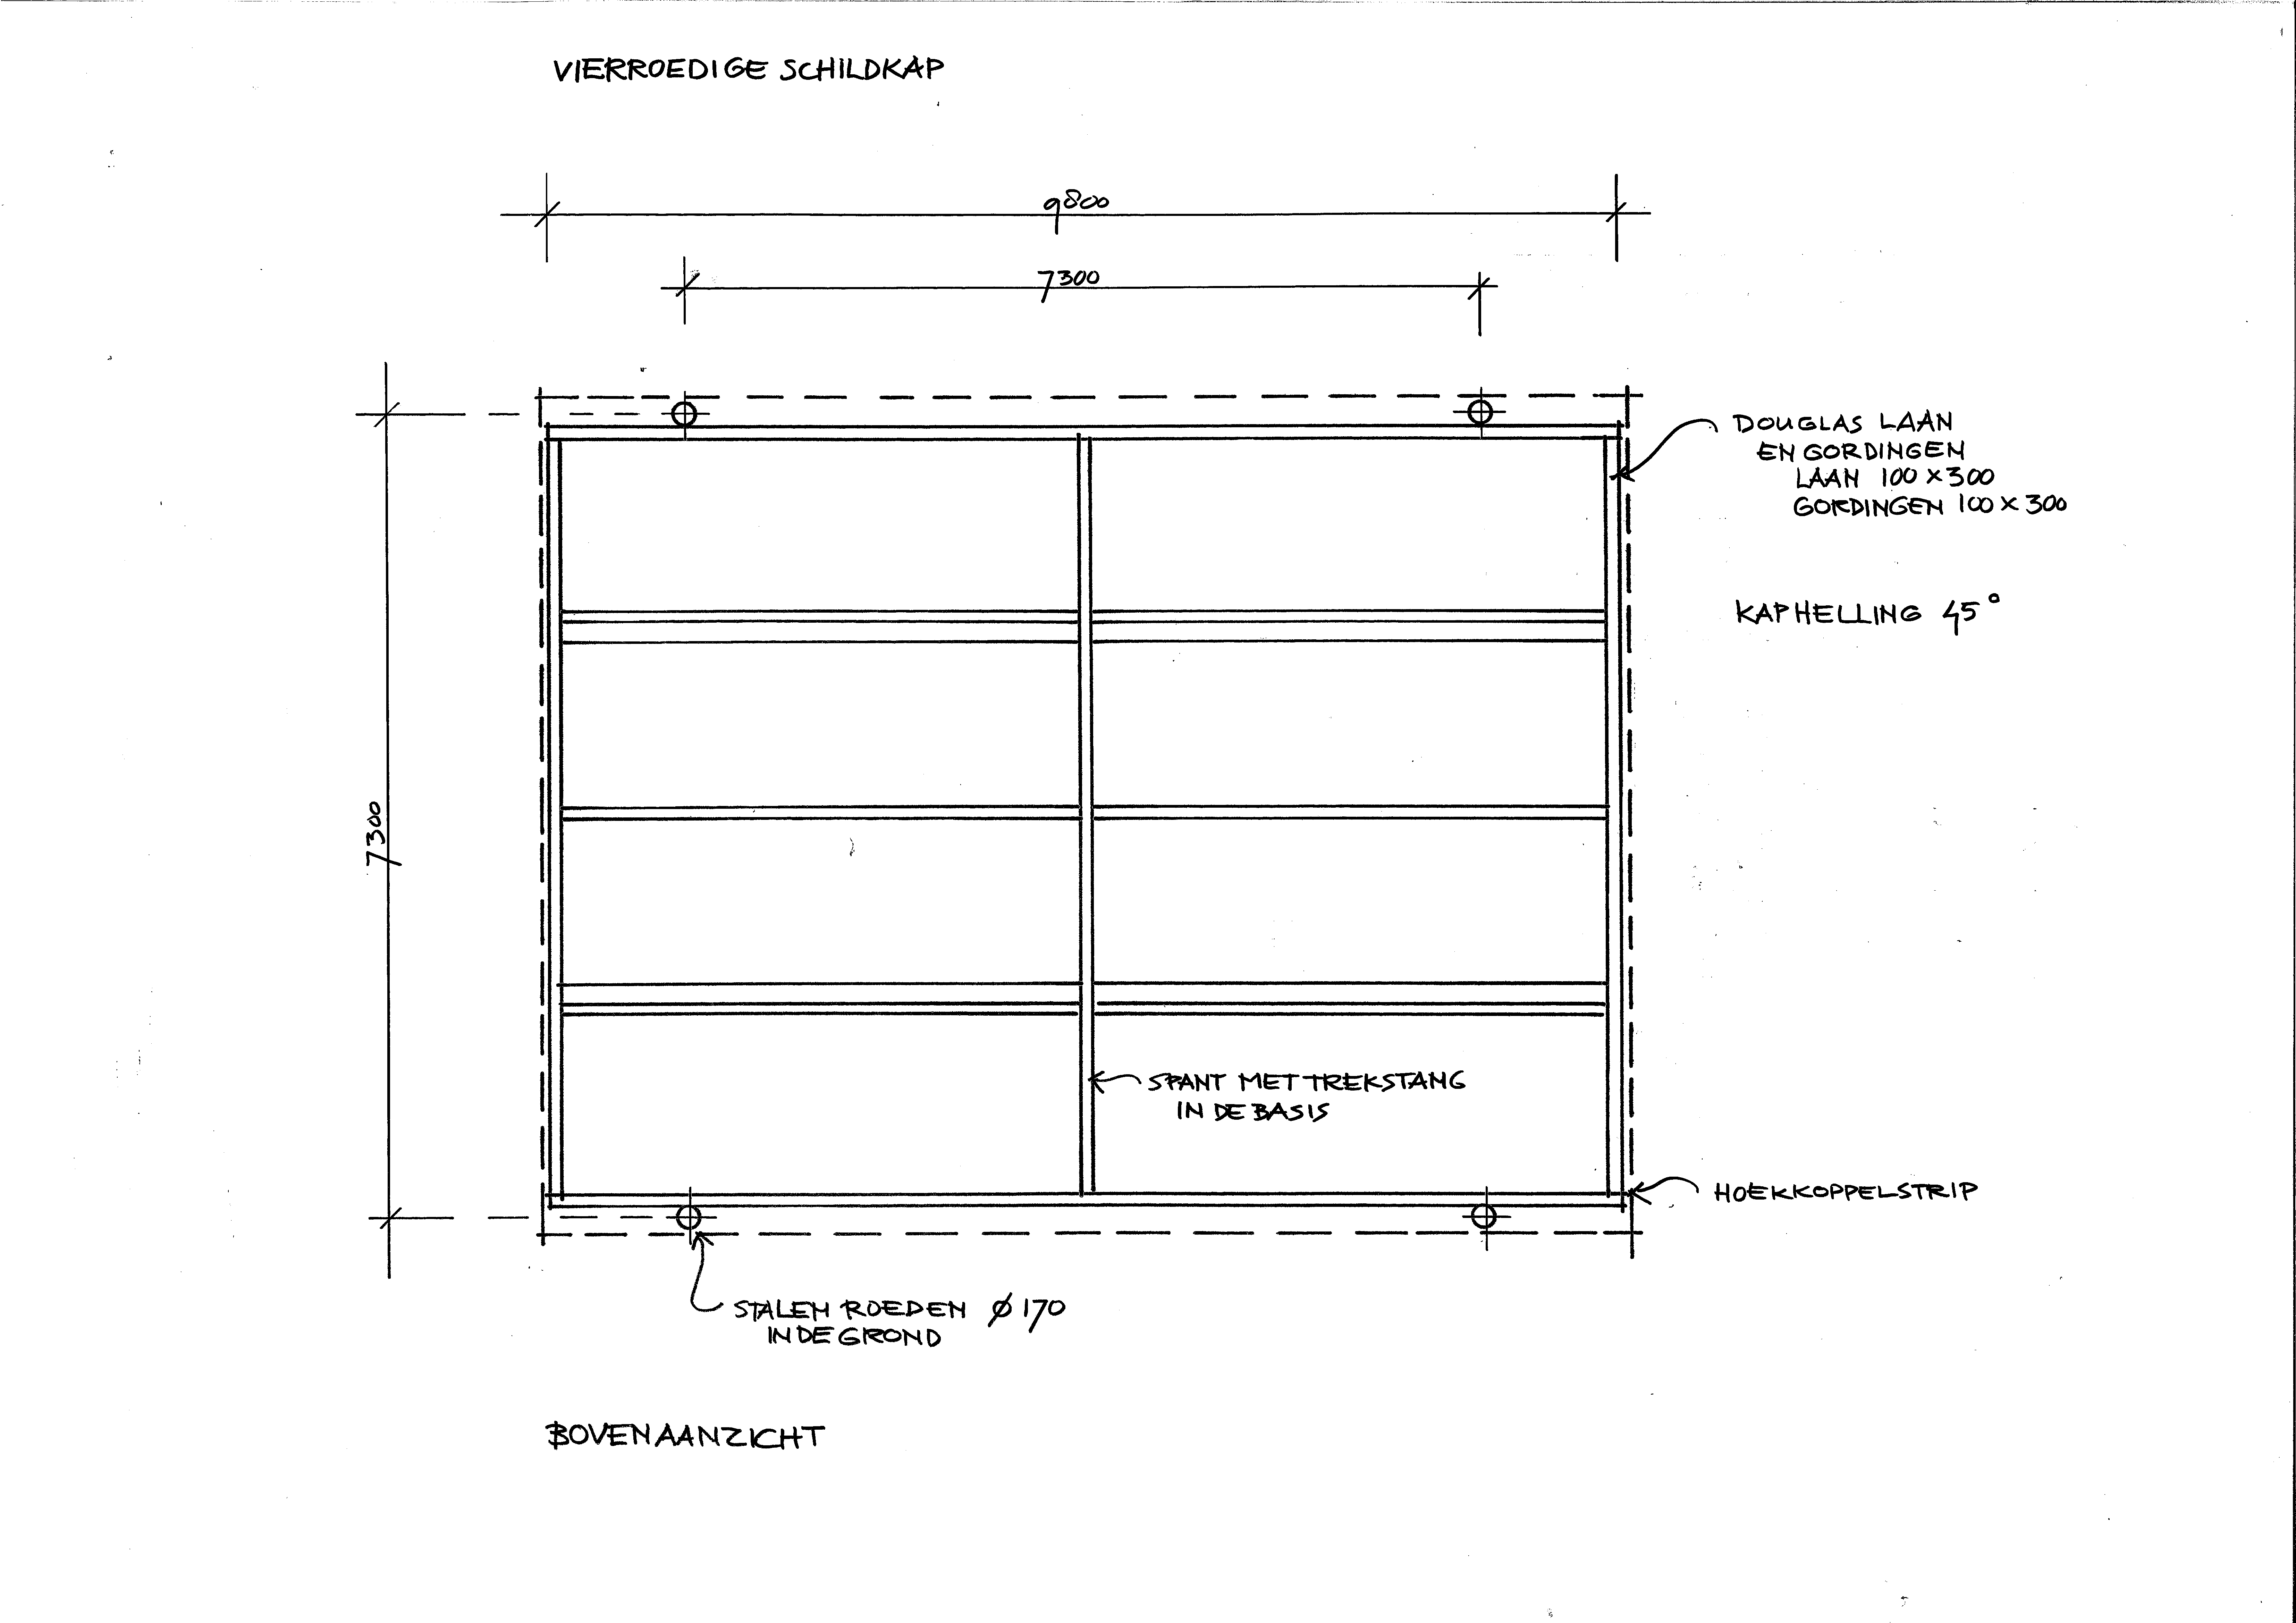 VIERROEDIGE SCHILDKAP
9800
7300
DOUGLAS LAAN
EN GORDINGEN
LAAN 100 X 300
GORDINGEN 100 X 300
KAPHELLING 45°
7300
SPANT MET TREKSTANG
IN DE BASIS
HOEKKOPPELSTRIP
STALEN ROEDEN Ø 170
IN DE GROND
BOVENAANZICHT